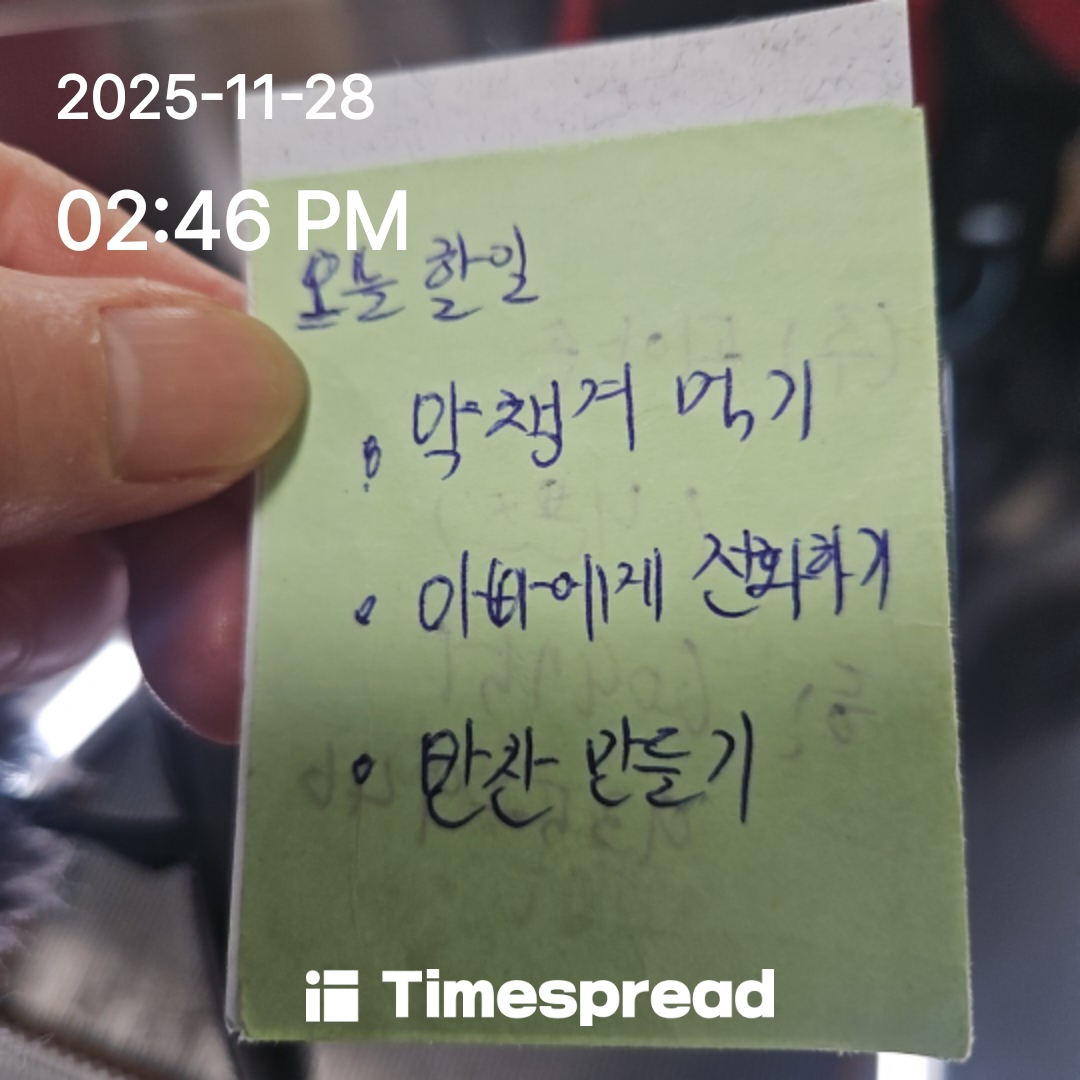 2025-11-28
02:46 PM
오늘 할일
• 약챙겨 먹기
• 아빠에게 전화하기
• 반찬 만들기
Timespread